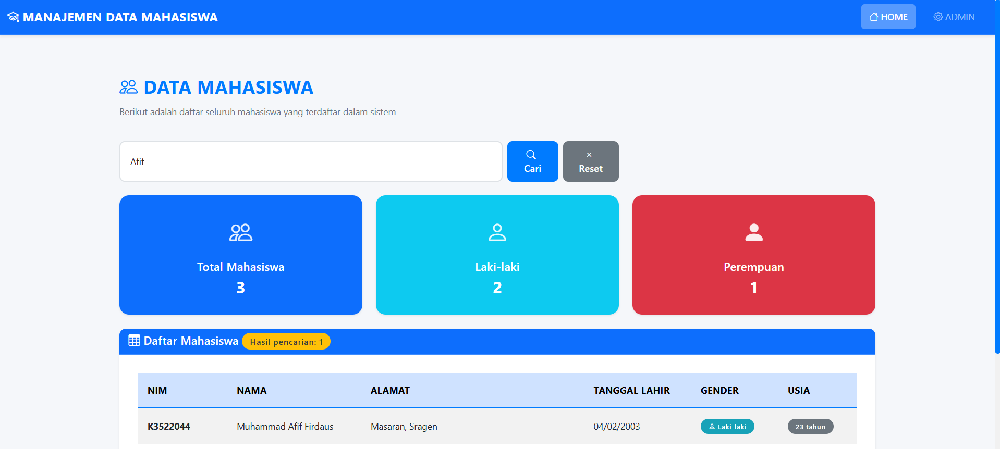 MANAJEMEN DATA MAHASISWA
HOME
ADMIN
DATA MAHASISWA
Berikut adalah daftar seluruh mahasiswa yang terdaftar dalam sistem
Afif
Cari
× Reset
Total Mahasiswa
3
Laki-laki
2
Perempuan
1
Daftar Mahasiswa Hasil pencarian: 1
NIM NAMA ALAMAT TANGGAL LAHIR GENDER USIA
K3522044 Muhammad Afif Firdaus Masaran, Sragen 04/02/2003 Laki-laki 23 tahun